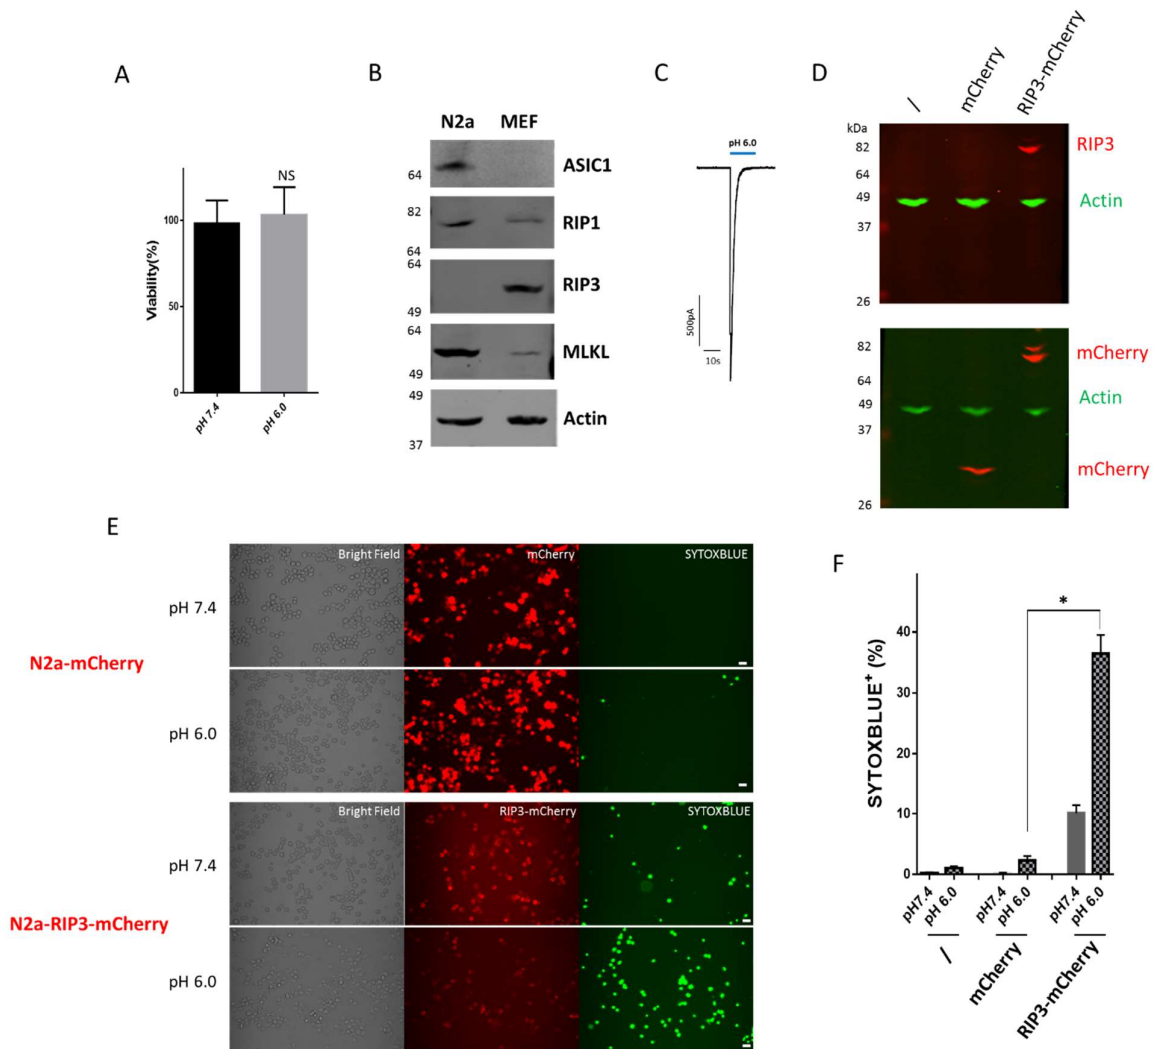 A
Viability(%)
100
50
0
NS
pH 7.4
pH 6.0
B
N2a MEF
64
ASIC1
82
RIP1
64
64
RIP3
49
64
MLKL
49
49
Actin
37
C
pH 6.0
500pA
10s
D
/
mCherry
RIP3-mCherry
kDa
82
RIP3
64
49
Actin
37
26
82
mCherry
64
Actin
49
37
mCherry
26
E
Bright Field mCherry SYTOXBLUE
pH 7.4
N2a-mCherry
pH 6.0
Bright Field RIP3-mCherry SYTOXBLUE
pH 7.4
N2a-RIP3-mCherry
pH 6.0
F
*
SYTOXBLUE⁺ (%)
40
30
20
10
0
pH7.4
pH 6.0
pH7.4
pH 6.0
pH7.4
pH 6.0
/
mCherry
RIP3-mCherry